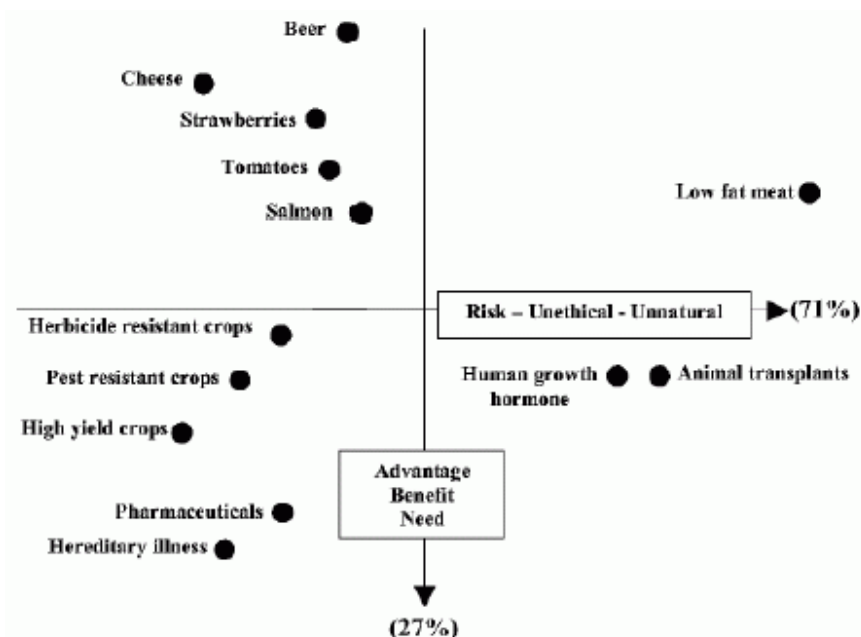 Beer
Cheese
Strawberries
Tomatoes
Low fat meat
Salmon
Risk – Unethical - Unnatural
(71%)
Herbicide resistant crops
Pest resistant crops
Human growth
hormone
Animal transplants
High yield crops
Advantage
Benefit
Need
Pharmaceuticals
Hereditary illness
(27%)